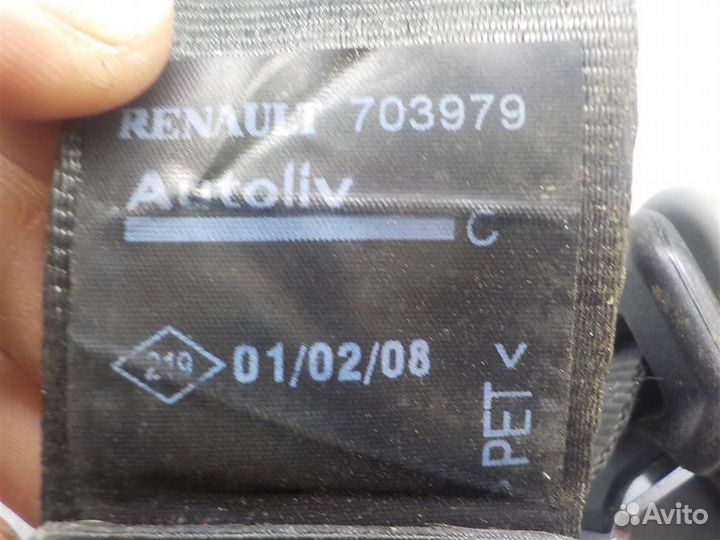 RENAULT 703979
Autoliv
C
219 01/02/08
PET <
Avito